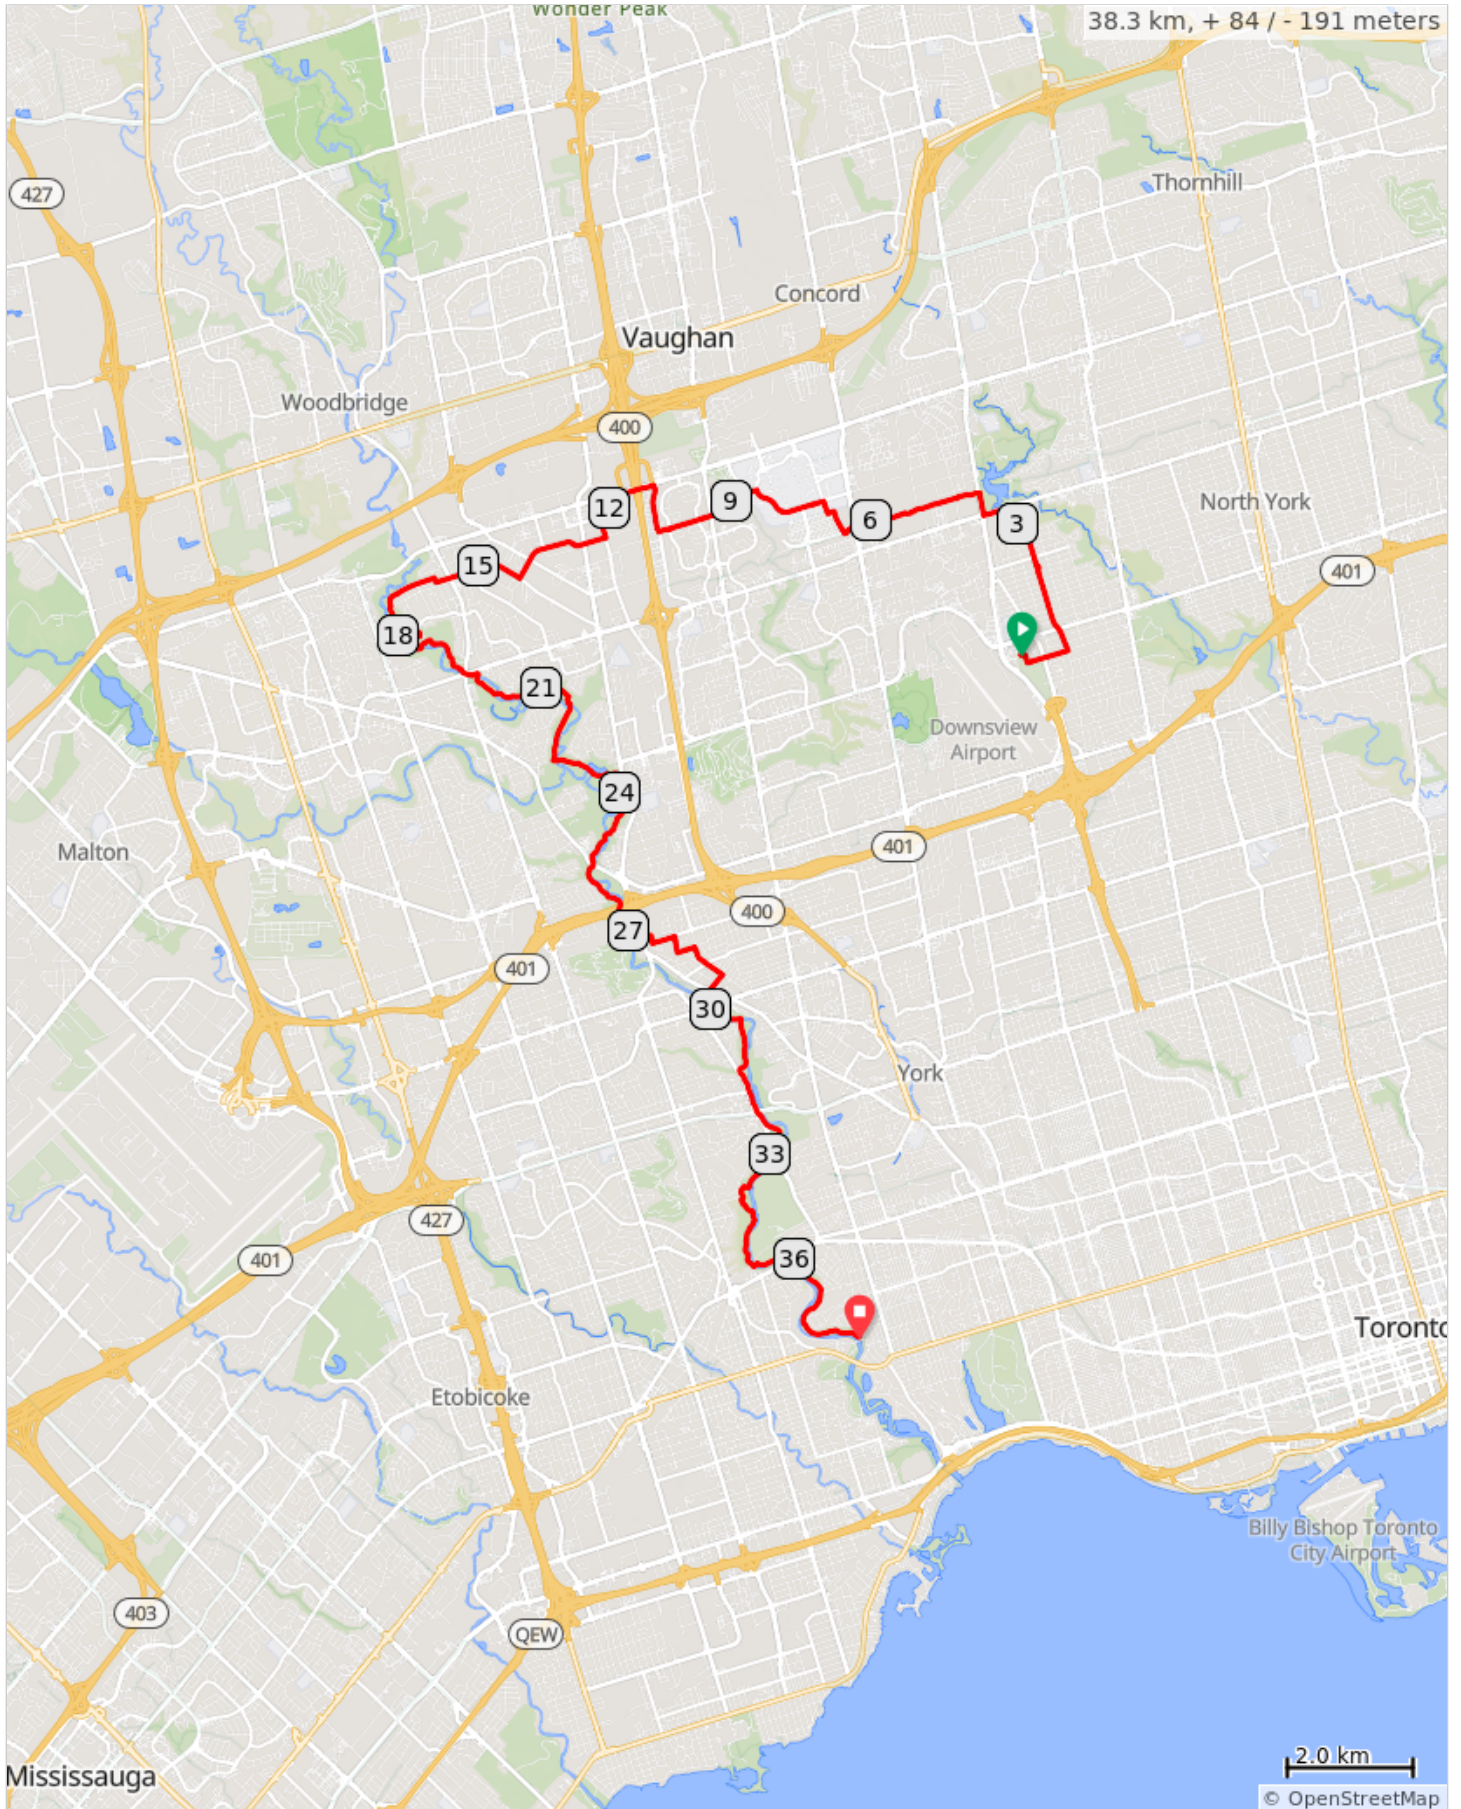 Wonder Peak
38.3 km, + 84 / - 191 meters
427
Thornhill
Concord
Vaughan
Woodbridge
400
12
9
6
3
North York
15
401
18
21
Downsview
Airport
24
Malton
401
400
27
401
30
York
33
427
401
36
Toronto
Etobicoke
Billy Bishop Toronto
City Airport
403
QEW
2.0 km
Mississauga
© OpenStreetMap